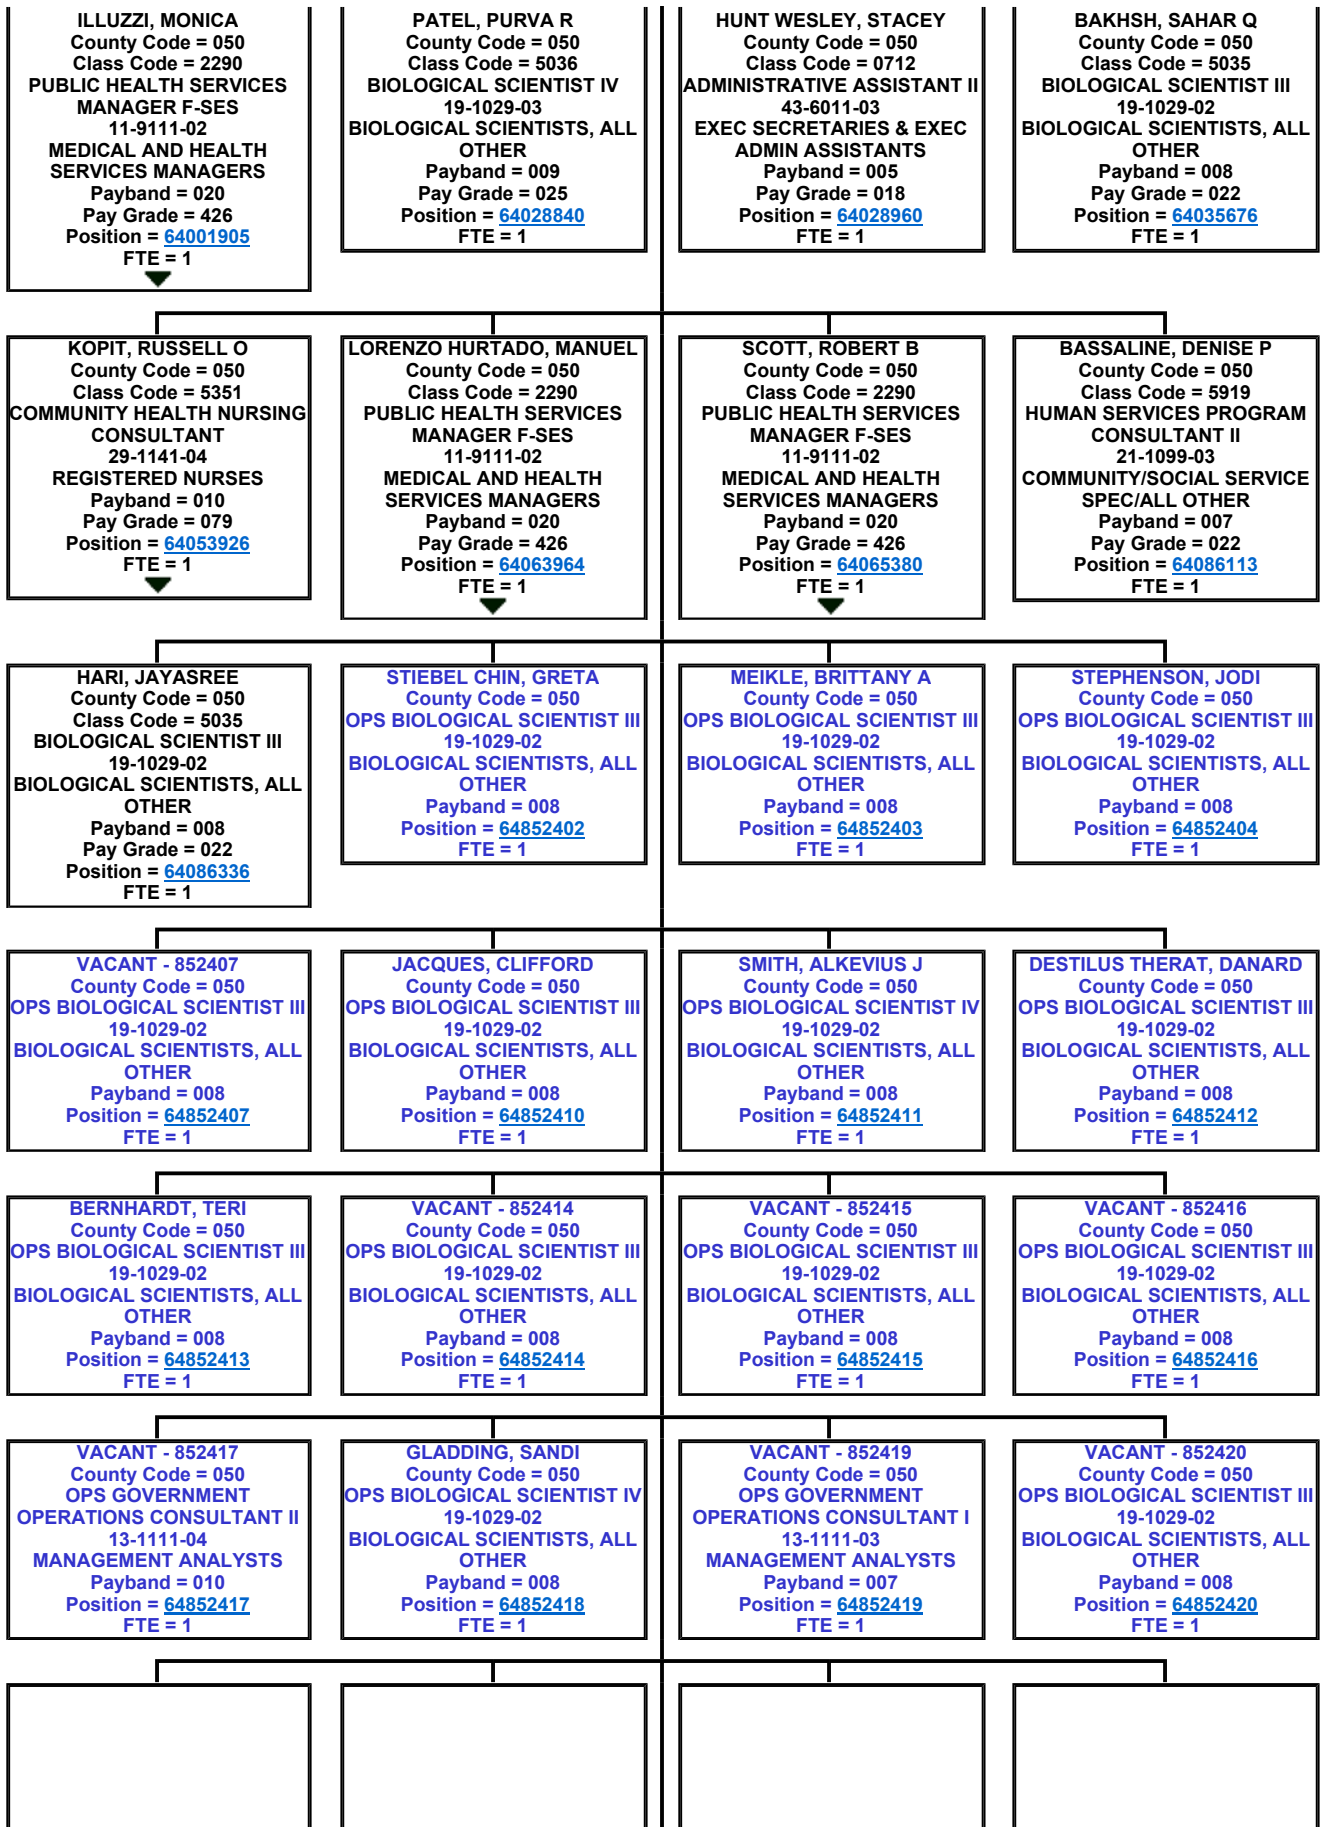 ILLUZZI, MONICA
County Code = 050
Class Code = 2290
PUBLIC HEALTH SERVICES
MANAGER F-SES
11-9111-02
MEDICAL AND HEALTH
SERVICES MANAGERS
Payband = 020
Pay Grade = 426
Position = 64001905
FTE = 1
PATEL, PURVA R
County Code = 050
Class Code = 5036
BIOLOGICAL SCIENTIST IV
19-1029-03
BIOLOGICAL SCIENTISTS, ALL
OTHER
Payband = 009
Pay Grade = 025
Position = 64028840
FTE = 1
HUNT WESLEY, STACEY
County Code = 050
Class Code = 0712
ADMINISTRATIVE ASSISTANT II
43-6011-03
EXEC SECRETARIES & EXEC
ADMIN ASSISTANTS
Payband = 005
Pay Grade = 018
Position = 64028960
FTE = 1
BAKHSH, SAHAR Q
County Code = 050
Class Code = 5035
BIOLOGICAL SCIENTIST III
19-1029-02
BIOLOGICAL SCIENTISTS, ALL
OTHER
Payband = 008
Pay Grade = 022
Position = 64035676
FTE = 1
KOPIT, RUSSELL O
County Code = 050
Class Code = 5351
COMMUNITY HEALTH NURSING
CONSULTANT
29-1141-04
REGISTERED NURSES
Payband = 010
Pay Grade = 079
Position = 64053926
FTE = 1
LORENZO HURTADO, MANUEL
County Code = 050
Class Code = 2290
PUBLIC HEALTH SERVICES
MANAGER F-SES
11-9111-02
MEDICAL AND HEALTH
SERVICES MANAGERS
Payband = 020
Pay Grade = 426
Position = 64063964
FTE = 1
SCOTT, ROBERT B
County Code = 050
Class Code = 2290
PUBLIC HEALTH SERVICES
MANAGER F-SES
11-9111-02
MEDICAL AND HEALTH
SERVICES MANAGERS
Payband = 020
Pay Grade = 426
Position = 64065380
FTE = 1
BASSALINE, DENISE P
County Code = 050
Class Code = 5919
HUMAN SERVICES PROGRAM
CONSULTANT II
21-1099-03
COMMUNITY/SOCIAL SERVICE
SPEC/ALL OTHER
Payband = 007
Pay Grade = 022
Position = 64086113
FTE = 1
HARI, JAYASREE
County Code = 050
Class Code = 5035
BIOLOGICAL SCIENTIST III
19-1029-02
BIOLOGICAL SCIENTISTS, ALL
OTHER
Payband = 008
Pay Grade = 022
Position = 64086336
FTE = 1
STIEBEL CHIN, GRETA
County Code = 050
OPS BIOLOGICAL SCIENTIST III
19-1029-02
BIOLOGICAL SCIENTISTS, ALL
OTHER
Payband = 008
Position = 64852402
FTE = 1
MEIKLE, BRITTANY A
County Code = 050
OPS BIOLOGICAL SCIENTIST III
19-1029-02
BIOLOGICAL SCIENTISTS, ALL
OTHER
Payband = 008
Position = 64852403
FTE = 1
STEPHENSON, JODI
County Code = 050
OPS BIOLOGICAL SCIENTIST III
19-1029-02
BIOLOGICAL SCIENTISTS, ALL
OTHER
Payband = 008
Position = 64852404
FTE = 1
VACANT - 852407
County Code = 050
OPS BIOLOGICAL SCIENTIST III
19-1029-02
BIOLOGICAL SCIENTISTS, ALL
OTHER
Payband = 008
Position = 64852407
FTE = 1
JACQUES, CLIFFORD
County Code = 050
OPS BIOLOGICAL SCIENTIST III
19-1029-02
BIOLOGICAL SCIENTISTS, ALL
OTHER
Payband = 008
Position = 64852410
FTE = 1
SMITH, ALKEVIUS J
County Code = 050
OPS BIOLOGICAL SCIENTIST IV
19-1029-02
BIOLOGICAL SCIENTISTS, ALL
OTHER
Payband = 008
Position = 64852411
FTE = 1
DESTILUS THERAT, DANARD
County Code = 050
OPS BIOLOGICAL SCIENTIST III
19-1029-02
BIOLOGICAL SCIENTISTS, ALL
OTHER
Payband = 008
Position = 64852412
FTE = 1
BERNHARDT, TERI
County Code = 050
OPS BIOLOGICAL SCIENTIST III
19-1029-02
BIOLOGICAL SCIENTISTS, ALL
OTHER
Payband = 008
Position = 64852413
FTE = 1
VACANT - 852414
County Code = 050
OPS BIOLOGICAL SCIENTIST III
19-1029-02
BIOLOGICAL SCIENTISTS, ALL
OTHER
Payband = 008
Position = 64852414
FTE = 1
VACANT - 852415
County Code = 050
OPS BIOLOGICAL SCIENTIST III
19-1029-02
BIOLOGICAL SCIENTISTS, ALL
OTHER
Payband = 008
Position = 64852415
FTE = 1
VACANT - 852416
County Code = 050
OPS BIOLOGICAL SCIENTIST III
19-1029-02
BIOLOGICAL SCIENTISTS, ALL
OTHER
Payband = 008
Position = 64852416
FTE = 1
VACANT - 852417
County Code = 050
OPS GOVERNMENT
OPERATIONS CONSULTANT II
13-1111-04
MANAGEMENT ANALYSTS
Payband = 010
Position = 64852417
FTE = 1
GLADDING, SANDI
County Code = 050
OPS BIOLOGICAL SCIENTIST IV
19-1029-02
BIOLOGICAL SCIENTISTS, ALL
OTHER
Payband = 008
Position = 64852418
FTE = 1
VACANT - 852419
County Code = 050
OPS GOVERNMENT
OPERATIONS CONSULTANT I
13-1111-03
MANAGEMENT ANALYSTS
Payband = 007
Position = 64852419
FTE = 1
VACANT - 852420
County Code = 050
OPS BIOLOGICAL SCIENTIST III
19-1029-02
BIOLOGICAL SCIENTISTS, ALL
OTHER
Payband = 008
Position = 64852420
FTE = 1